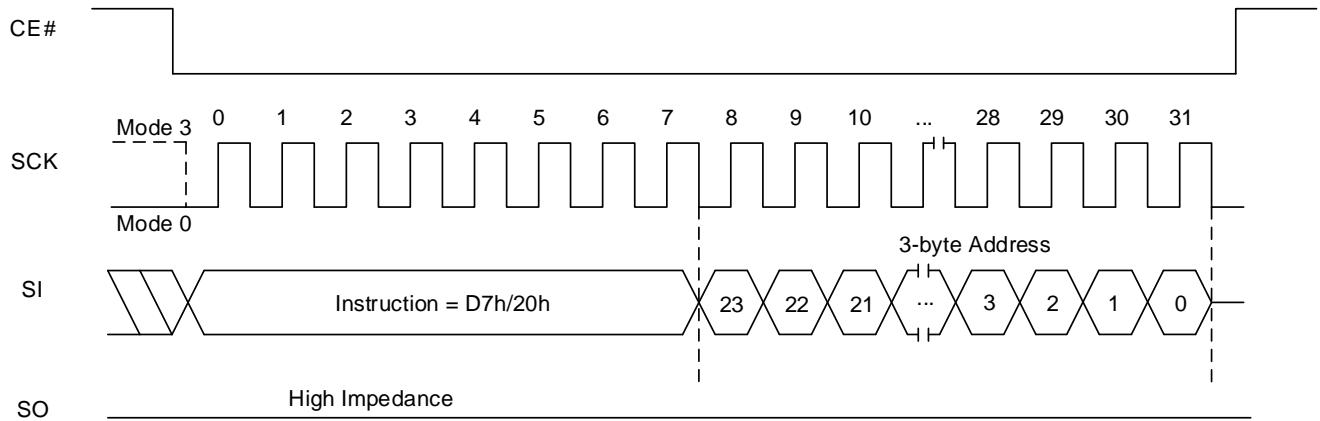 CE#
0 1 2 3 4 5 6 7 8 9 10 ... 28 29 30 31
Mode 3
SCK
Mode 0
3-byte Address
SI
Instruction = D7h/20h 23 22 21 ... 3 2 1 0
High Impedance
SO